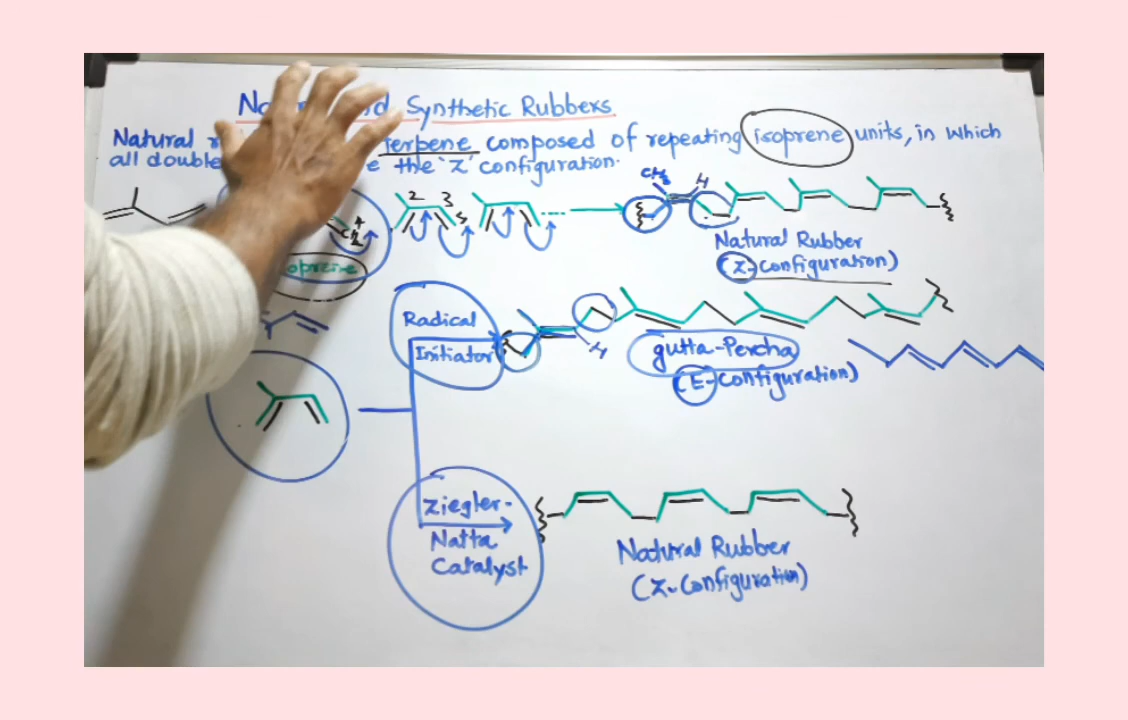 Synthetic Rubbers
Natural terpene composed of repeating isoprene units, in which
all double the 'Z' configuration.
2 3
CH3 H
Natural Rubber
(Z-Configuration)
Radical
Initiator
H
gutta-Percha
(E-Configuration)
Ziegler-
Natta
Catalyst
Natural Rubber
(Z-Configuration)